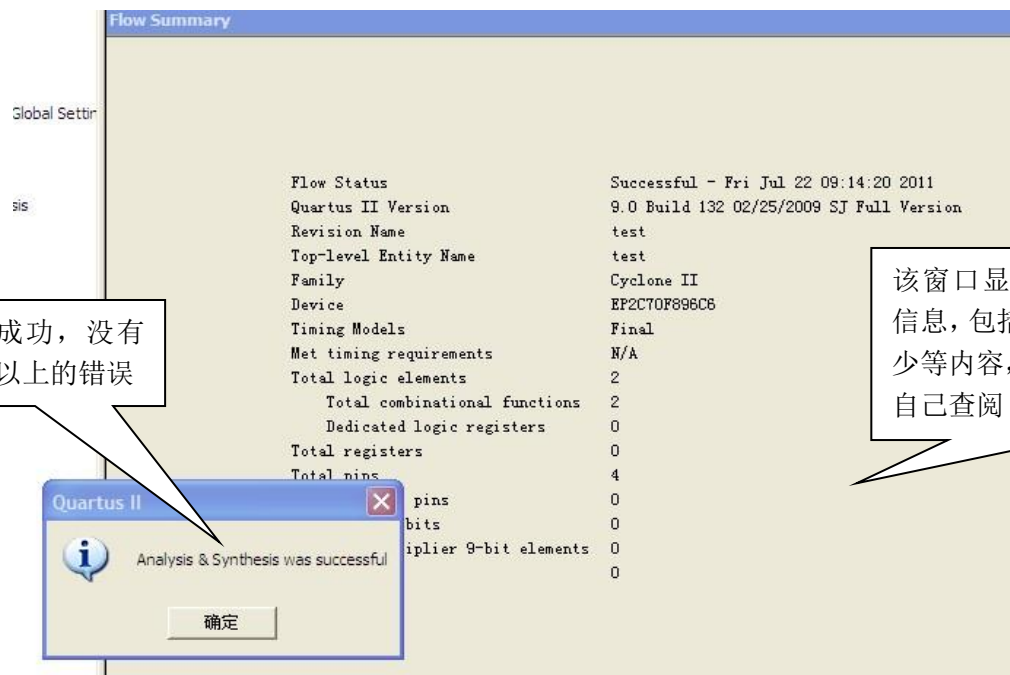 Flow Summary
Global Settin
sis
Flow Status Successful - Fri Jul 22 09:14:20 2011
Quartus II Version 9.0 Build 132 02/25/2009 SJ Full Version
Revision Name test
Top-level Entity Name test
Family Cyclone II
Device EP2C70F896C6
Timing Models Final
Met timing requirements N/A
Total logic elements 2
Total combinational functions 2
Dedicated logic registers 0
Total registers 0
Total pins 4
pins 0
bits 0
iplier 9-bit elements 0
0
成功，没有
以上的错误
该窗口显
信息，包括
少等内容，
自己查阅
Quartus II
Analysis & Synthesis was successful
确定